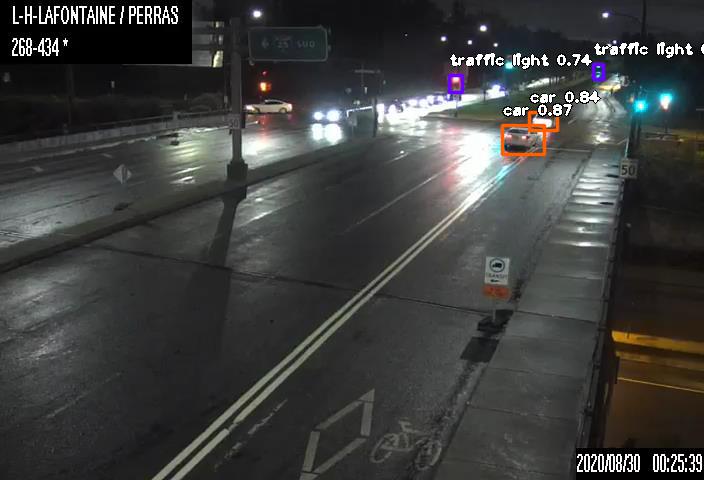 L-H-LAFONTAINE / PERRAS
268-434 *
25 SUD
traffic light 0.74
traffic light
car 0.84
car 0.87
50
TRANSIT
2020/08/30 00:25:39